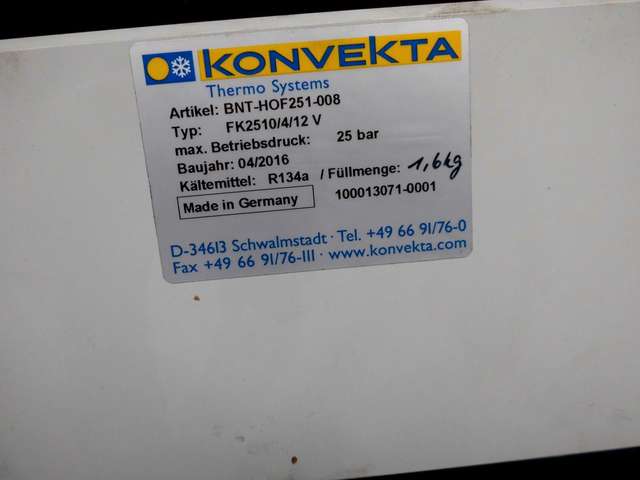 KONVEKTA
Thermo Systems
Artikel: BNT-HOF251-008
Typ: FK2510/4/12 V
max. Betriebsdruck: 25 bar
Baujahr: 04/2016
Kältemittel: R134a / Füllmenge: 1,6kg
Made in Germany 100013071-0001
D-34613 Schwalmstadt · Tel. +49 66 91/76-0
Fax +49 66 91/76-111 · www.konvekta.com